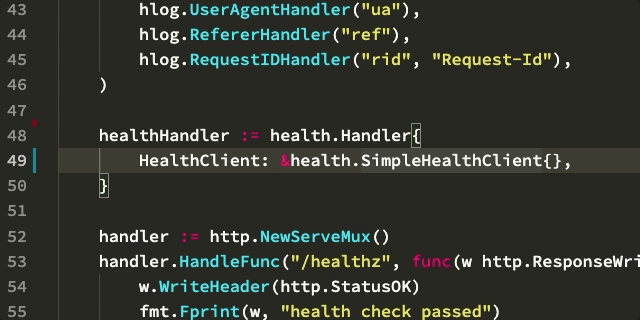 43 hlog.UserAgentHandler("ua"),
44 hlog.RefererHandler("ref"),
45 hlog.RequestIDHandler("rid", "Request-Id"),
46 )
47
48 healthHandler := health.Handler{
49 HealthClient: &health.SimpleHealthClient{},
50 }
51
52 handler := http.NewServeMux()
53 handler.HandleFunc("/healthz", func(w http.ResponseWri
54 w.WriteHeader(http.StatusOK)
55 fmt.Fprint(w, "health check passed")